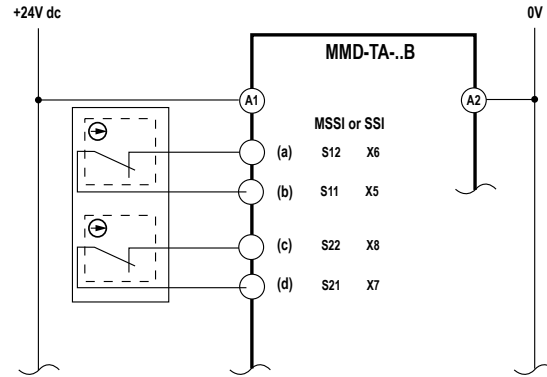 +24V dc
0V
MMD-TA-..B
A1
A2
MSSI or SSI
(a) S12 X6
(b) S11 X5
(c) S22 X8
(d) S21 X7